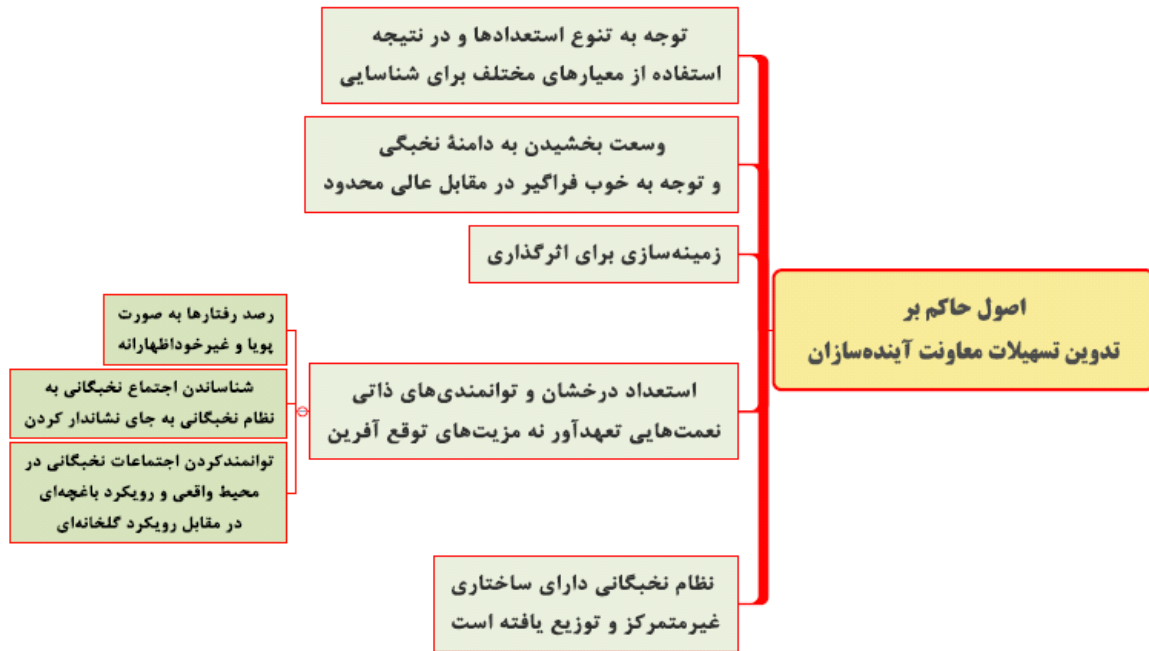 اصول حاکم بر
تدوین تسهیلات معاونت آینده‌سازان
توجه به تنوع استعدادها و در نتیجه
استفاده از معیارهای مختلف برای شناسایی
وسعت بخشیدن به دامنۀ نخبگی
و توجه به خوب فراگیر در مقابل عالی محدود
زمینه‌سازی برای اثرگذاری
استعداد درخشان و توانمندی‌های ذاتی
نعمت‌هایی تعهدآور نه مزیت‌های توقع آفرین
رصد رفتارها به صورت
پویا و غیرخوداظهارانه
شناساندن اجتماع نخبگانی به
نظام نخبگانی به جای نشاندار کردن
توانمندکردن اجتماعات نخبگانی در
محیط واقعی و رویکرد باغچه‌ای
در مقابل رویکرد گلخانه‌ای
نظام نخبگانی دارای ساختاری
غیرمتمرکز و توزیع یافته است